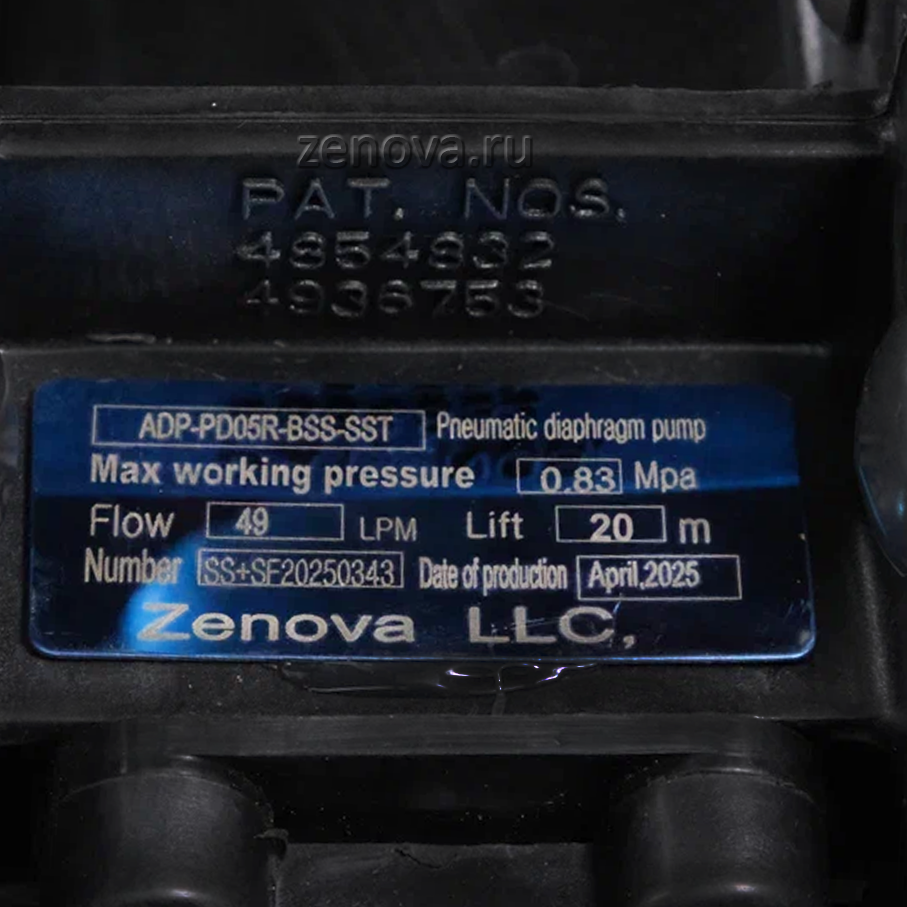 zenova.ru
PAT. NOS.
4854832
4936753
ADP-PD05R-BSS-SST Pneumatic diaphragm pump
Max working pressure 0.83 Mpa
Flow 49 LPM Lift 20 m
Number SS+SF20250343 Date of production April,2025
Zenova LLC,